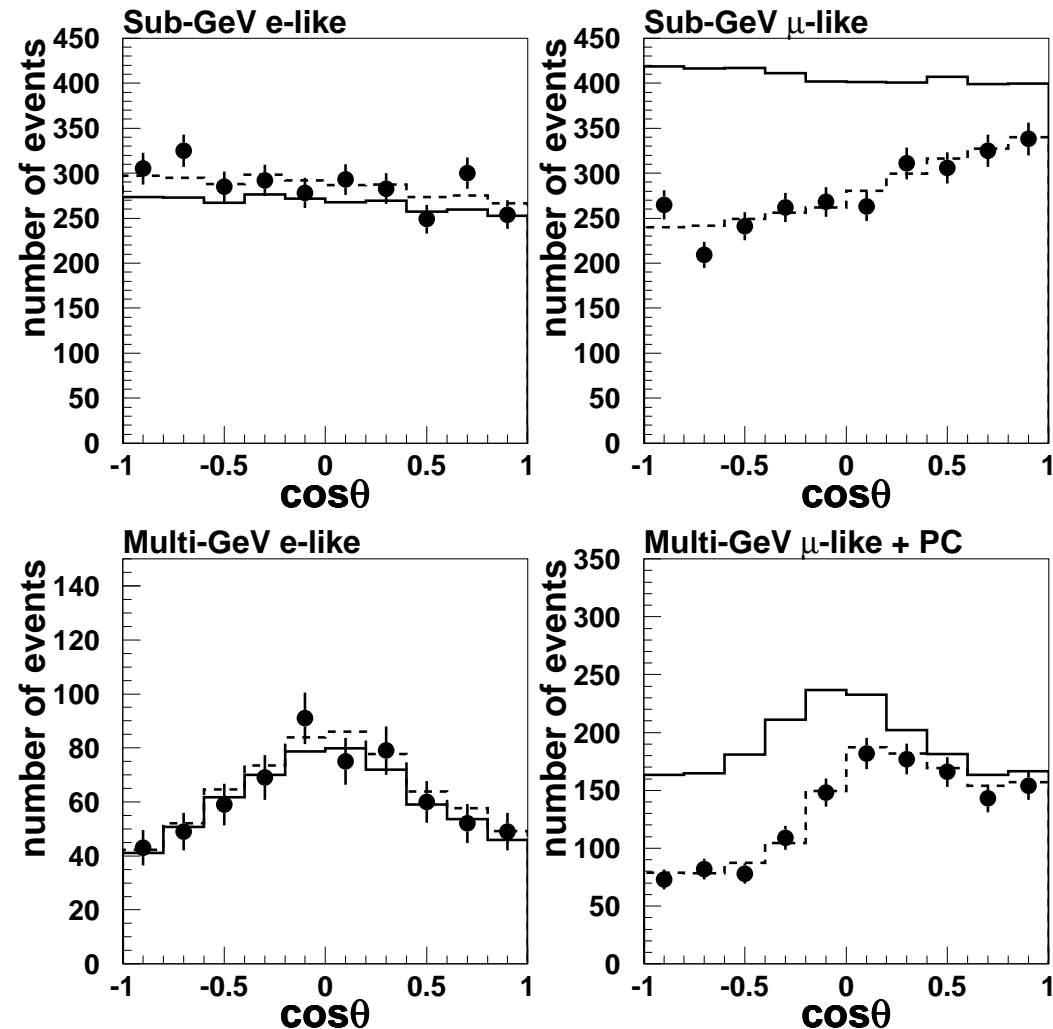 Sub-GeV e-like
number of events
450
400
350
300
250
200
150
100
50
0
-1 -0.5 0 0.5 1
cosθ
Sub-GeV μ-like
number of events
450
400
350
300
250
200
150
100
50
0
-1 -0.5 0 0.5 1
cosθ
Multi-GeV e-like
number of events
140
120
100
80
60
40
20
0
-1 -0.5 0 0.5 1
cosθ
Multi-GeV μ-like + PC
number of events
350
300
250
200
150
100
50
0
-1 -0.5 0 0.5 1
cosθ